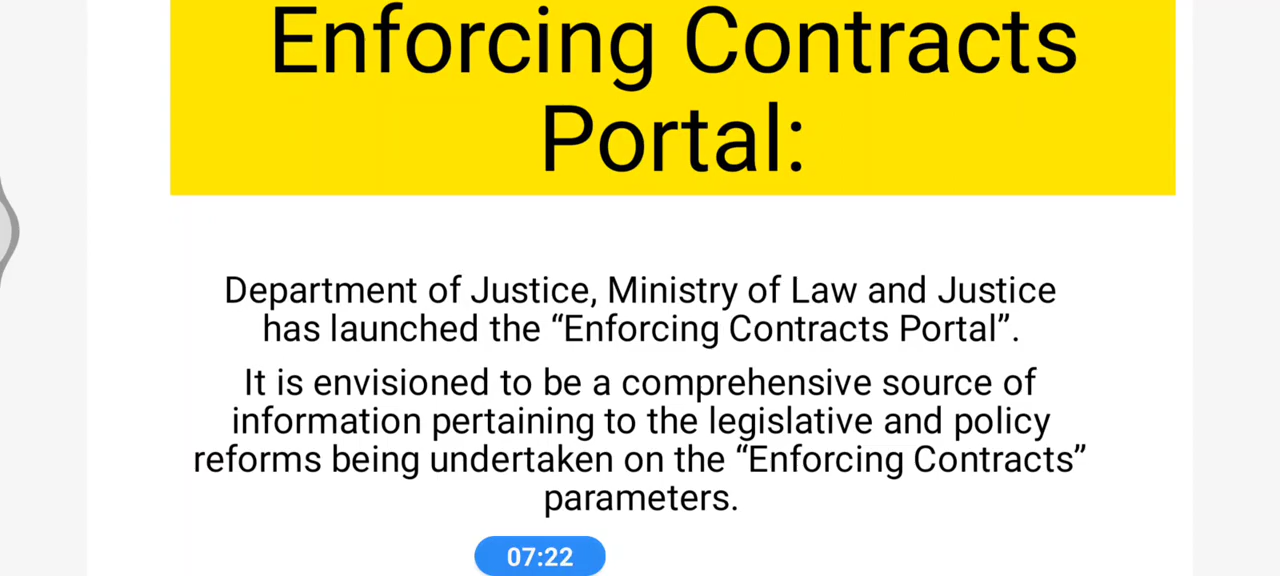 Enforcing Contracts
Portal:
Department of Justice, Ministry of Law and Justice
has launched the “Enforcing Contracts Portal”.
It is envisioned to be a comprehensive source of
information pertaining to the legislative and policy
reforms being undertaken on the “Enforcing Contracts”
parameters.
07:22